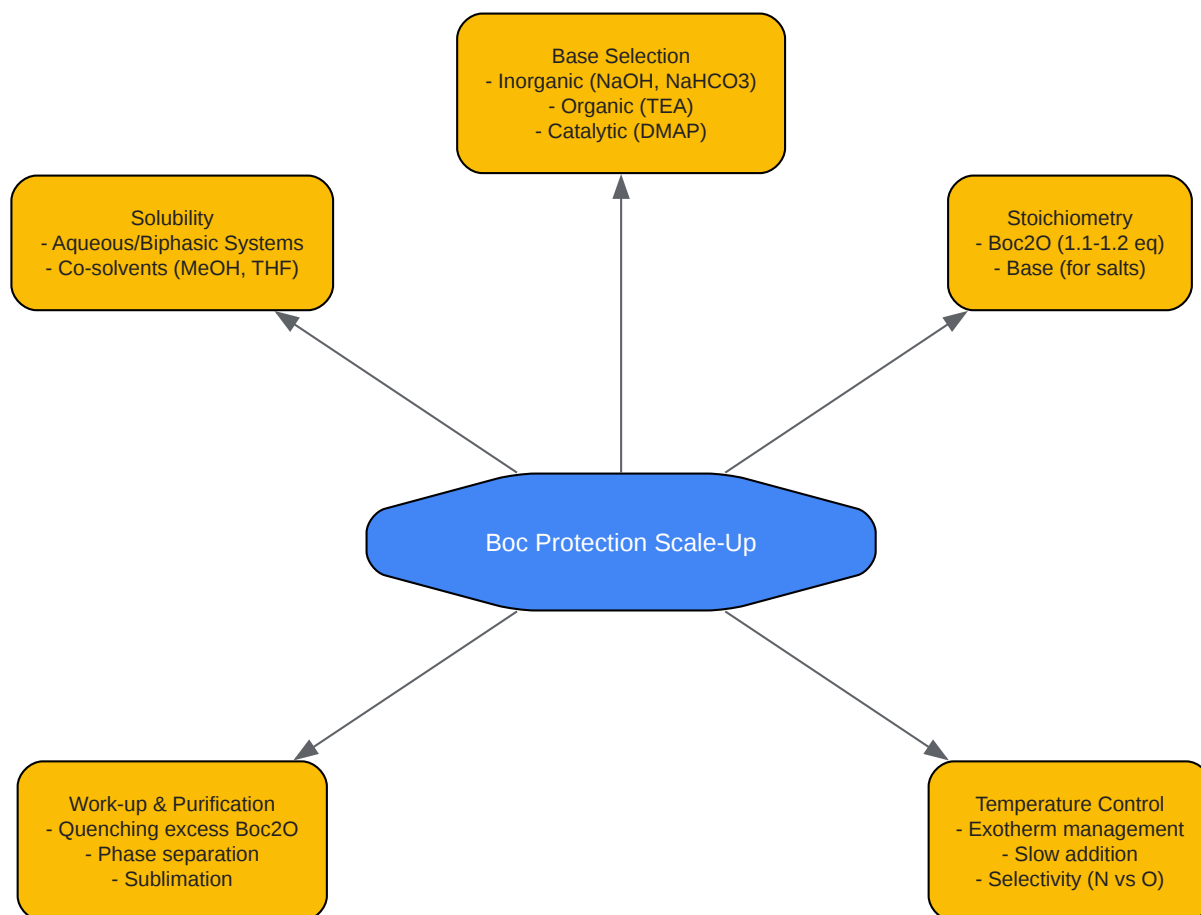 Base Selection
- Inorganic (NaOH, NaHCO3)
- Organic (TEA)
- Catalytic (DMAP)
Solubility
- Aqueous/Biphasic Systems
- Co-solvents (MeOH, THF)
Stoichiometry
- Boc2O (1.1-1.2 eq)
- Base (for salts)
Boc Protection Scale-Up
Work-up & Purification
- Quenching excess Boc2O
- Phase separation
- Sublimation
Temperature Control
- Exotherm management
- Slow addition
- Selectivity (N vs O)